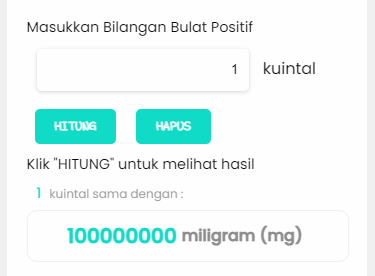 Masukkan Bilangan Bulat Positif
1 kuintal
HITUNG HAPUS
Klik "HITUNG" untuk melihat hasil
1 kuintal sama dengan :
100000000 miligram (mg)